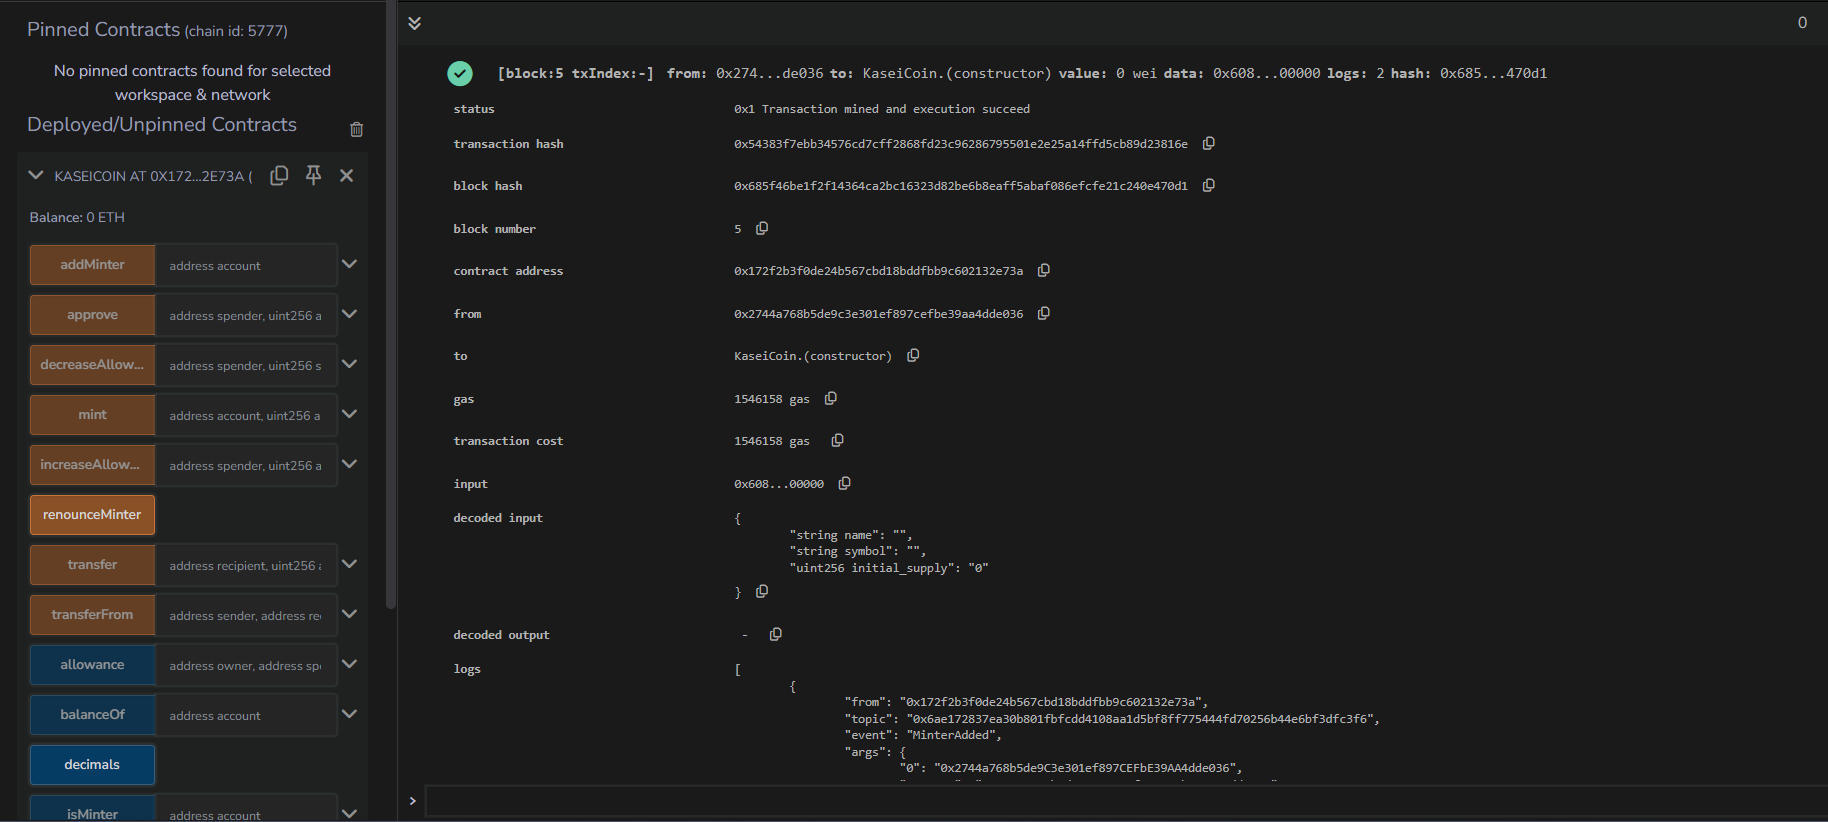 Pinned Contracts (chain id: 5777)
No pinned contracts found for selected
workspace & network
Deployed/Unpinned Contracts
KASEICOIN AT 0X172...2E73A (
Balance: 0 ETH
addMinter address account
approve address spender, uint256 a
decreaseAllow... address spender, uint256 s
mint address account, uint256 a
increaseAllow... address spender, uint256 a
renounceMinter
transfer address recipient, uint256 a
transferFrom address sender, address re
allowance address owner, address spe
balanceOf address account
decimals
isMinter address account
0
[block:5 txIndex:-] from: 0x274...de036 to: KaseiCoin.(constructor) value: 0 wei data: 0x608...00000 logs: 2 hash: 0x685...470d1
status 0x1 Transaction mined and execution succeed
transaction hash 0x54383f7ebb34576cd7cff2868fd23c96286795501e2e25a14ffd5cb89d23816e
block hash 0x685f46be1f2f14364ca2bc16323d82be6b8eaff5abaf086efcfe21c240e470d1
block number 5
contract address 0x172f2b3f0de24b567cbd18bddfbb9c602132e73a
from 0x2744a768b5de9c3e301ef897cefbe39aa4dde036
to KaseiCoin.(constructor)
gas 1546158 gas
transaction cost 1546158 gas
input 0x608...00000
decoded input {
"string name": "",
"string symbol": "",
"uint256 initial_supply": "0"
}
decoded output -
logs [
{
"from": "0x172f2b3f0de24b567cbd18bddfbb9c602132e73a",
"topic": "0x6ae172837ea30b801fbfcdd4108aa1d5bf8ff775444fd70256b44e6bf3dfc3f6",
"event": "MinterAdded",
"args": {
"0": "0x2744a768b5de9C3e301ef897CEFbE39AA4dde036",
>